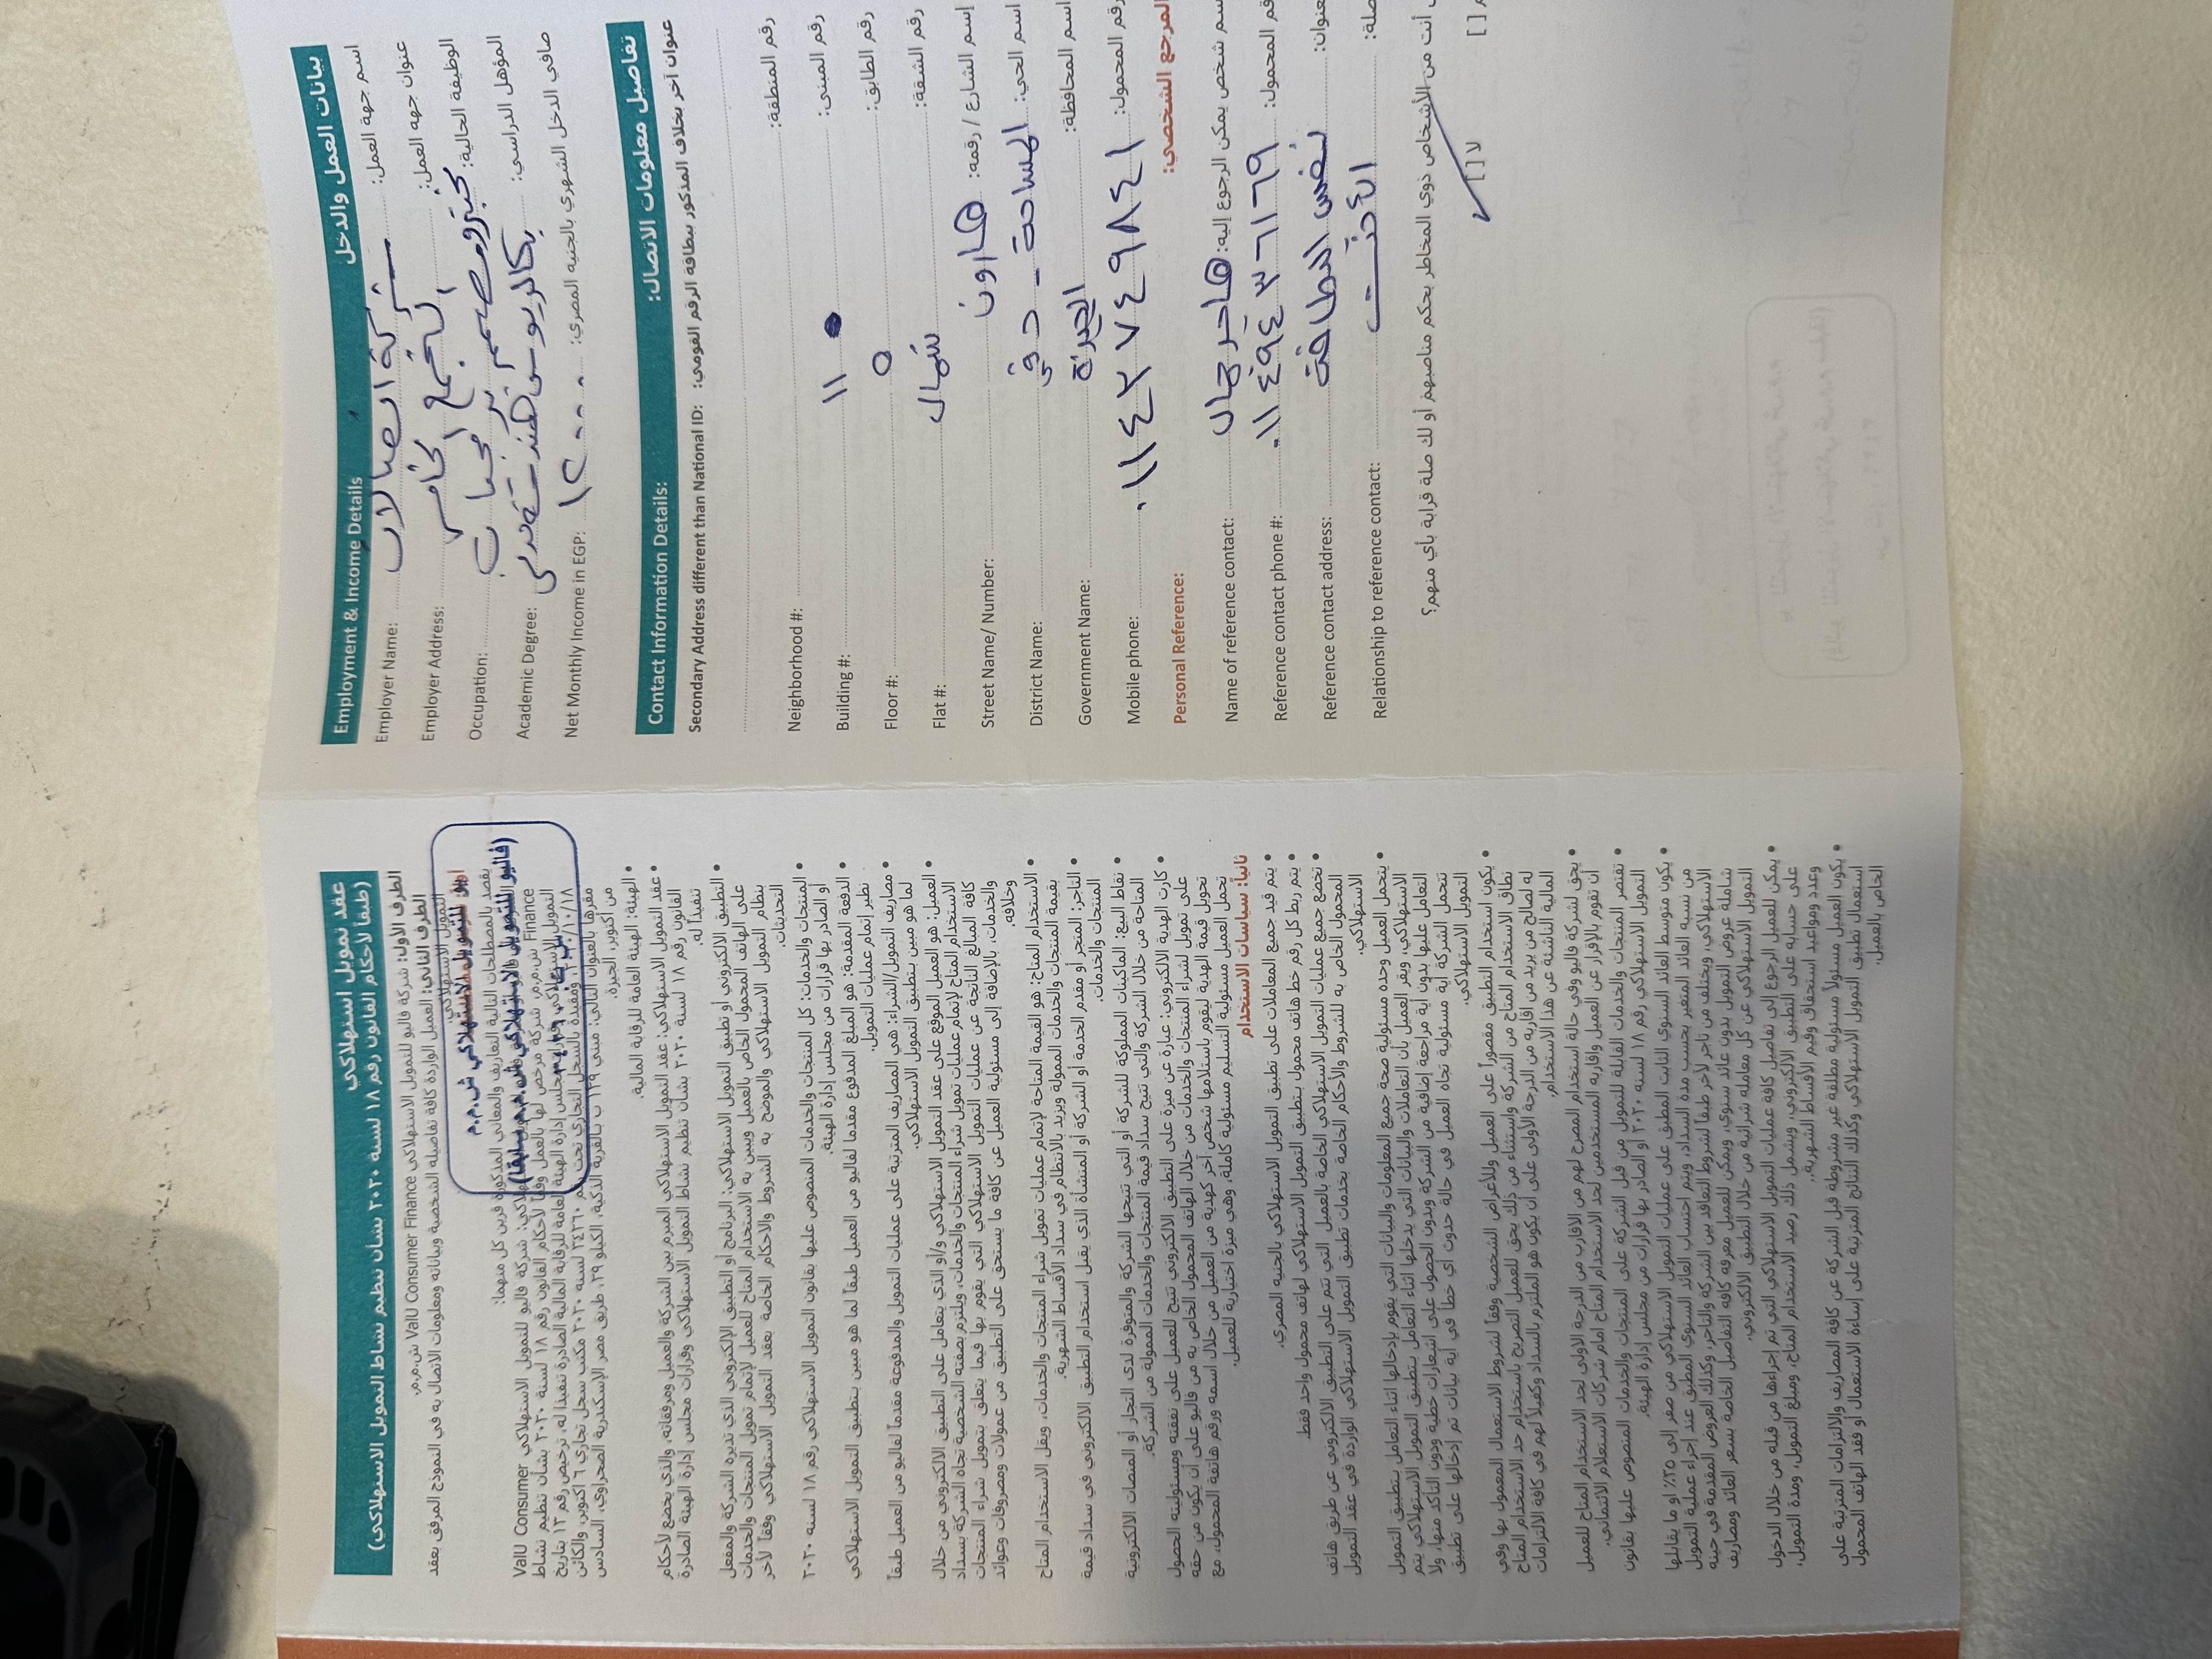 بيانات العمل والدخل
Employment & Income Details
اسم جهة العمل: شركة اتصالات Employer Name:
عنوان جهه العمل: التجمع الخامس Employer Address:
الوظيفة الحالية: مصمم برمجيات Occupation:
المؤهل الدراسي: بكالريوس هندسة مدني Academic Degree:
صافي الدخل الشهري بالجنيه المصري: ١٢٠٠٠ Net Monthly Income in EGP:
تفاصيل معلومات الاتصال:
Contact Information Details:
عنوان آخر بخلاف المذكور ببطاقة الرقم القومي: Secondary Address different than National ID:
رقم المنطقة: Neighborhood #:
رقم المبنى: ١١ Building #:
رقم الطابق: ٥ Floor #:
رقم الشقة: شمال Flat #:
إسم الشارع / رقمه: هارون Street Name/ Number:
اسم الحي: المساحة - دقي District Name:
اسم المحافظة: الجيزة Government Name:
رقم المحمول: ٠١١٤٢٧٤٩٨٤١ Mobile phone:
المرجع الشخصي: Personal Reference:
سم شخص يمكن الرجوع إليه: هاجر جمال Name of reference contact:
قم المحمول: ٠١١٤٩٤٣٦١٦٩ Reference contact phone #:
عنوان: نفس البطاقة Reference contact address:
صلة: الأخت Relationship to reference contact:
أنت من الأشخاص ذوي المخاطر بحكم مناصبهم أو لك صلة قرابة بأي منهم؟
[ ] لا [ ]
عقد تمويل استهلاكي
(طبقاً لأحكام القانون رقم ١٨ لسنة ٢٠٢٠ بشأن تنظيم نشاط التمويل الاستهلاكي)
الطرف الأول: شركة فاليو للتمويل الاستهلاكي ValU Consumer Finance ش.م.م.
الطرف الثاني: العميل الواردة كافة تفاصيله الشخصية وبياناته ومعلومات الاتصال به في النموذج المرفق بعقد
التمويل الاستهلاكي.
يو للتمويل الاستهلاكي ش.م.م
يقصد بالمصطلحات التالية التعاريف والمعاني المذكورة قرين كل منهما:
(فاليو للتمويل الاستهلاكي ش.م.م سابقا)
شركة فاليو للتمويل الاستهلاكي ValU Consumer
Finance ش.م.م، شركة مرخص لها بالعمل وفقاً لأحكام القانون رقم ١٨ لسنة ٢٠٢٠ بشأن تنظيم نشاط
التمويل الاستهلاكي وقرارات مجلس إدارة الهيئة العامة للرقابة المالية الصادرة تنفيذا له، ترخيص رقم ١٣ بتاريخ
٢٠٢٠/١٠/١٨، ومقيدة بالسجل التجاري تحت رقم ٣٤٢٦٠ لسنة ٢٠٢٠ مكتب سجل تجاري ٦ اكتوبر، والكائن
مقرها بالعنوان التالي: مبني ١٢٩ ب بالقرية الذكية، الكيلو ٢٩، طريق مصر الإسكندرية الصحراوي، السادس
من أكتوبر، الجيزة.
• الهيئة: الهيئة العامة للرقابة المالية.
• عقد التمويل الاستهلاكي: عقد التمويل الاستهلاكي المبرم بين الشركة والعميل ومرفقاته، والذي يخضع لأحكام
القانون رقم ١٨ لسنة ٢٠٢٠ بشأن تنظيم نشاط التمويل الاستهلاكي وقرارات مجلس إدارة الهيئة الصادرة
تنفيذا له.
• التطبيق الالكتروني أو تطبيق التمويل الاستهلاكي: البرنامج أو التطبيق الإلكتروني الذي تديره الشركة والمفعل
على الهاتف المحمول الخاص بالعميل ويبين به الاستخدام المتاح للعميل لإتمام تمويل المنتجات والخدمات
بنظام التمويل الاستهلاكي والموضح به الشروط والاحكام الخاصة بعقد التمويل الاستهلاكي وفقاً لأخر
التحديثات.
• المنتجات والخدمات: كل المنتجات والخدمات المنصوص عليها بقانون التمويل الاستهلاكي رقم ١٨ لسنه ٢٠٢٠
أو الصادر بها قرارات من مجلس إدارة الهيئة.
• الدفعة المقدمة: هو المبلغ المدفوع مقدما لفاليو من العميل طبقاً لما هو مبين بـتطبيق التمويل الاستهلاكي
نظير إتمام عمليات التمويل.
• مصاريف التمويل/الشراء: هي المصاريف المترتبة على عمليات التمويل والمدفوعة مقدماً لفاليو من العميل طبقاً
لما هو مبين بـتطبيق التمويل الاستهلاكي.
• العميل: هو العميل الموقع على عقد التمويل الاستهلاكي و/أو الذي يتعامل على التطبيق الالكتروني من خلال
الاستخدام المتاح لإتمام عمليات تمويل شراء المنتجات والخدمات، ويلتزم بصفته الشخصية تجاه الشركة بسداد
كافة المبالغ الناتجة عن عمليات التمويل الاستهلاكي التي يقوم بها فيما يتعلق بتمويل شراء المنتجات
والخدمات، بالإضافة إلى مسئولية العميل عن كافة ما يستحق على التطبيق من عمولات ومصروفات وعوائد
وخلافه.
• الاستخدام المتاح: هو القيمة المتاحة لإتمام عمليات تمويل شراء المنتجات والخدمات، ويقل الاستخدام المتاح
بقيمة المنتجات والخدمات الممولة ويزيد بالانتظام في سداد الأقساط الشهرية.
• التاجر: المتجر أو مقدم الخدمة أو الشركة أو المنشأة الذي يقبل استخدام التطبيق الالكتروني في سداد قيمة
المنتجات والخدمات.
• نقاط البيع: الماكينات المملوكة للشركة أو التي تتيحها الشركة والمتوفرة لدى التجار أو المنصات الالكترونية
المتاحة من خلال الشركة والتي تتيح سداد قيمة المنتجات والخدمات الممولة من الشركة.
• كارت الهدية الالكتروني: عبارة عن ميزة على التطبيق الالكتروني تتيح للعميل على نفقته ومسئوليته الحصول
على تمويل لشراء المنتجات والخدمات من خلال الهاتف المحمول الخاص به من فاليو على أن يكون من حقه
تحويل قيمة الهدية ليقوم باستلامها شخص آخر كهدية من العميل من خلال اسمه ورقم هاتفة المحمول، مع
تحمل العميل مسئولية التسليم مسئولية كاملة، وهي ميزة اختيارية للعميل.
ثانياً: سياسات الاستخدام
• يتم قيد جميع المعاملات على تطبيق التمويل الاستهلاكي بالجنيه المصري.
• يتم ربط كل رقم خط هاتف محمول بـتطبيق التمويل الاستهلاكي لهاتف محمول واحد فقط.
• تخضع جميع عمليات التمويل الاستهلاكي الخاصة بالعميل التي تتم على التطبيق الالكتروني عن طريق هاتف
المحمول الخاص به للشروط والأحكام الخاصة بخدمات تطبيق التمويل الاستهلاكي الواردة في عقد التمويل
الاستهلاكي.
• يتحمل العميل وحده مسئولية صحة جميع المعلومات والبيانات التي يقوم بإدخالها اثناء التعامل بـتطبيق التمويل
الاستهلاكي، ويقر العميل بأن التعاملات والبيانات التي يدخلها اثناء التعامل بـتطبيق التمويل الاستهلاكي يتم
التعامل عليها بدون أية مراجعة إضافية من الشركة وبدون الحصول على أشعارات خطية ودون التأكد منها، ولا
تتحمل الشركة أية مسئولية تجاه العميل في حالة حدوث أي خطأ في أية بيانات تم إدخالها على تطبيق
التمويل الاستهلاكي.
• يكون استخدام التطبيق مقصوراً على العميل وللأغراض الشخصية وفقاً لشروط الاستعمال المعمول بها وفي
نطاق الاستخدام المتاح من الشركة واستثناء من ذلك يحق للعميل التصريح باستخدام حد الاستخدام المتاح
له لصالح من يريد من اقاربه من الدرجة الأولى على أن يكون هو الملتزم بالسداد وكفيلاً لهم في كافة الالتزامات
المالية الناشئة عن هذا الاستخدام.
• يحق لشركة فاليو وفي حالة استخدام المصرح لهم من الاقارب من الدرجة الاولى لحد الاستخدام المتاح للعميل
أن تقوم بالإقرار عن العميل واقاربه المستخدمين لحد الاستخدام المتاح امام شركات الاستعلام الائتماني.
• تقتصر المنتجات والخدمات القابلة للتمويل من قبل الشركة على المنتجات والخدمات المنصوص عليها بقانون
التمويل الاستهلاكي رقم ١٨ لسنه ٢٠٢٠ أو الصادر بها قرارات من مجلس إدارة الهيئة.
• يكون متوسط العائد السنوي الثابت المطبق على عمليات التمويل الاستهلاكي من صفر إلى ٣٥٪ او ما يقابلها
من نسبه العائد المتغير بحسب مدة السداد، ويتم احتساب العائد السنوي المطبق عند إجراء عملية التمويل
الاستهلاكي، ويختلف من تاجر لأخر طبقاً لشروط التعاقد بين الشركة والتاجر، وكذلك العروض المقدمة في حينه
شاملة عروض التمويل بدون عائد سنوي، ويمكن للعميل معرفه كافه التفاصيل الخاصة بسعر العائد ومصاريف
التمويل الاستهلاكي عن كل معامله شرائية من خلال التطبيق الالكتروني.
• يمكن للعميل الرجوع إلى تفاصيل كافة عمليات التمويل الاستهلاكي التي تم إجراءها من قبله من خلال الدخول
على حسابه على التطبيق الالكتروني، ويشمل ذلك رصيد الاستخدام المتاح، ومبلغ التمويل، ومدة التمويل،
وعدد ومواعيد استحقاق وقيم الأقساط الشهرية..
• يكون العميل مسئولاً مسئولية مطلقة غير مشروطة قبل الشركة عن كافة المصاريف والالتزامات المترتبة على
استعمال تطبيق التمويل الاستهلاكي وكذلك النتائج المترتبة على إساءة الاستعمال أو فقد الهاتف المحمول
الخاص بالعميل.